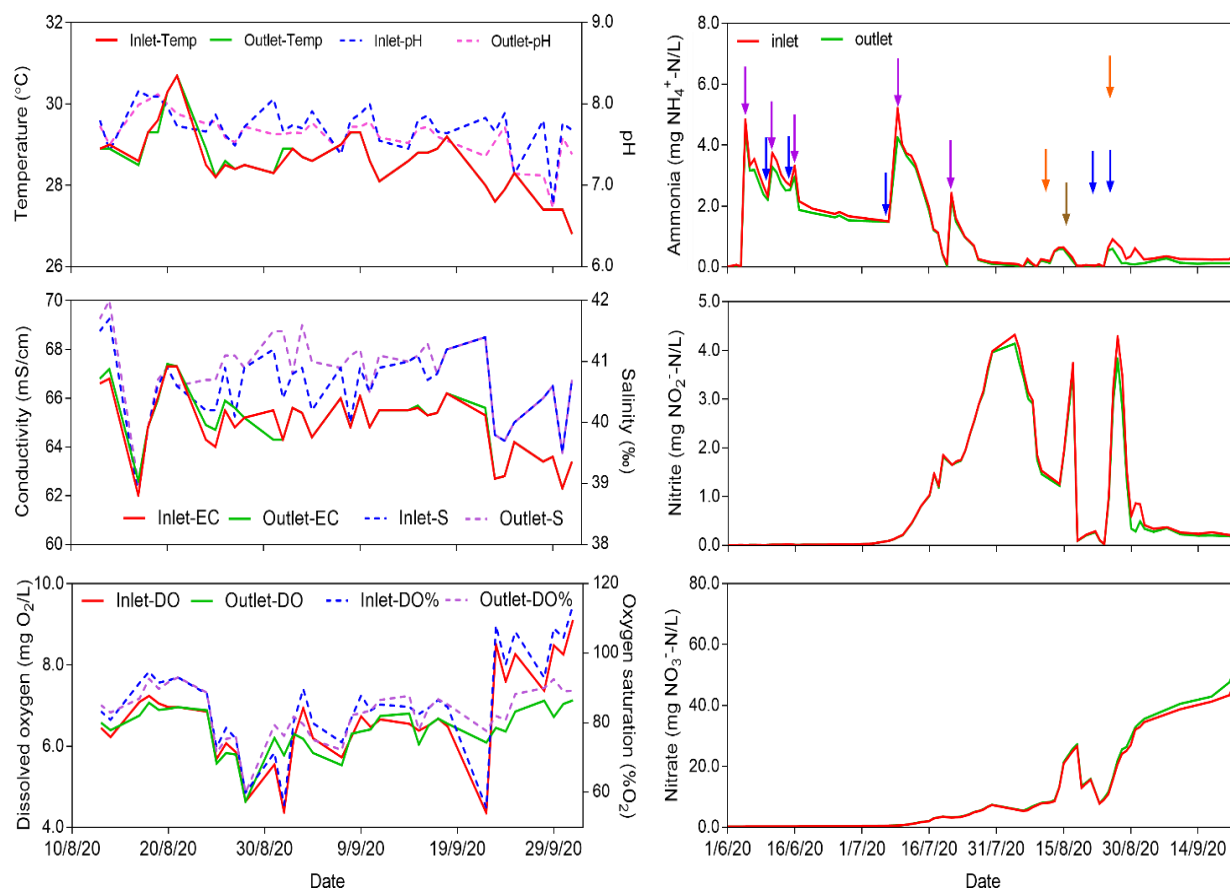 32
30
28
26
Temperature (°C)
Inlet-Temp Outlet-Temp Inlet-pH Outlet-pH
9.0
8.0
7.0
6.0
pH
8.0
6.0
4.0
2.0
0.0
Ammonia (mg NH₄⁺-N/L)
inlet outlet
70
68
66
64
62
60
Conductivity (mS/cm)
Inlet-EC Outlet-EC Inlet-S Outlet-S
42
41
40
39
38
Salinity (‰)
5.0
4.0
3.0
2.0
1.0
0.0
Nitrite (mg NO₂⁻-N/L)
10.0
8.0
6.0
4.0
Dissolved oxygen (mg O₂/L)
Inlet-DO Outlet-DO Inlet-DO% Outlet-DO%
120
100
80
60
Oxygen saturation (%O₂)
10/8/20 20/8/20 30/8/20 9/9/20 19/9/20 29/9/20
Date
80.0
60.0
40.0
20.0
0.0
Nitrate (mg NO₃⁻-N/L)
1/6/20 16/6/20 1/7/20 16/7/20 31/7/20 15/8/20 30/8/20 14/9/20
Date